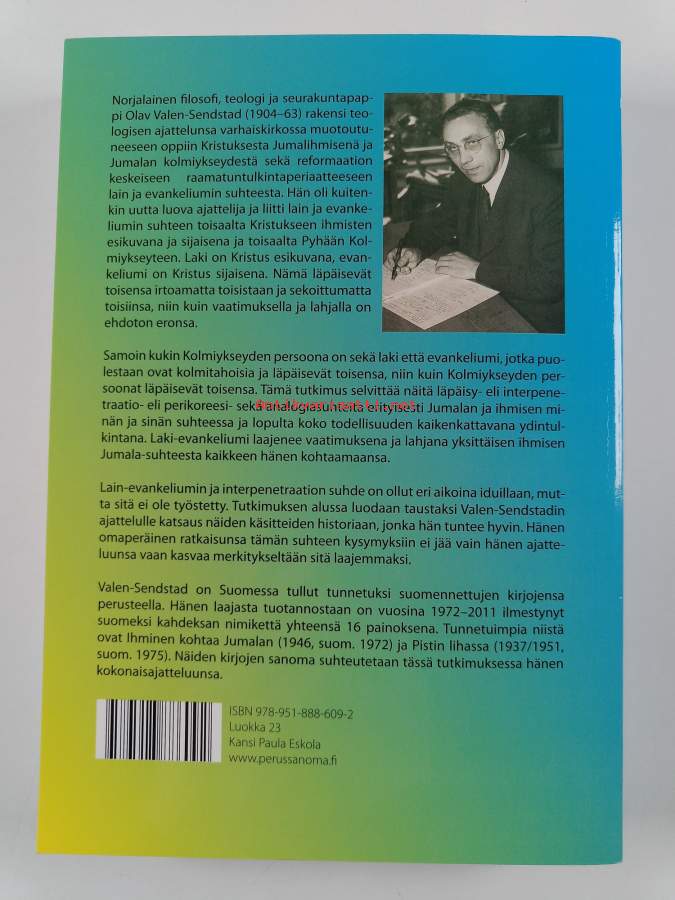 Norjalainen filosofi, teologi ja seurakuntapap-
pi Olav Valen-Sendstad (1904–63) rakensi teo-
logisen ajattelunsa varhaiskirkossa muotoutu-
neeseen oppiin Kristuksesta Jumalihmisenä ja
Jumalan kolmiykseydestä sekä reformaation
keskeiseen raamatuntulkintaperiaatteeseen
lain ja evankeliumin suhteesta. Hän oli kuiten-
kin uutta luova ajattelija ja liitti lain ja evanke-
liumin suhteen toisaalta Kristukseen ihmisten
esikuvana ja sijaisena ja toisaalta Pyhään Kol-
miykseyteen. Laki on Kristus esikuvana, evan-
keliumi on Kristus sijaisena. Nämä läpäisevät
toisensa irtoamatta toisistaan ja sekoittumatta
toisiinsa, niin kuin vaatimuksella ja lahjalla on
ehdoton eronsa.
Samoin kukin Kolmiykseyden persoona on sekä laki että evankeliumi, jotka puo-
lestaan ovat kolmitahoisia ja läpäisevät toisensa, niin kuin Kolmiykseyden per-
soonat läpäisevät toisensa. Tämä tutkimus selvittää näitä läpäisy- eli interpene-
traatio- eli perikoreesi- sekä analogiasuhteita erityisesti Jumalan ja ihmisen mi-
nän ja sinän suhteessa ja lopulta koko todellisuuden kaikenkattavana ydintul-
kintana. Laki-evankeliumi laajenee vaatimuksena ja lahjana yksittäisen ihmisen
Jumala-suhteesta kaikkeen hänen kohtaamaansa.
Lain-evankeliumin ja interpenetraation suhde on ollut eri aikoina iduillaan, mut-
ta sitä ei ole työstetty. Tutkimuksen alussa luodaan taustaksi Valen-Sendstadin
ajattelulle katsaus näiden käsitteiden historiaan, jonka hän tuntee hyvin. Hänen
omaperäinen ratkaisunsa tämän suhteen kysymyksiin ei jää vain hänen ajatte-
luunsa vaan kasvaa merkitykseltään sitä laajemmaksi.
Valen-Sendstad on Suomessa tullut tunnetuksi suomennettujen kirjojensa
perusteella. Hänen laajasta tuotannostaan on vuosina 1972–2011 ilmestynyt
suomeksi kahdeksan nimikettä yhteensä 16 painoksena. Tunnetuimpia niistä
ovat Ihminen kohtaa Jumalan (1946, suom. 1972) ja Pistin lihassa (1937/1951,
suom. 1975). Näiden kirjojen sanoma suhteutetaan tässä tutkimuksessa hänen
kokonaisajatteluunsa.
ISBN 978-951-888-609-2
Luokka 23
Kansi Paula Eskola
www.perussanoma.fi